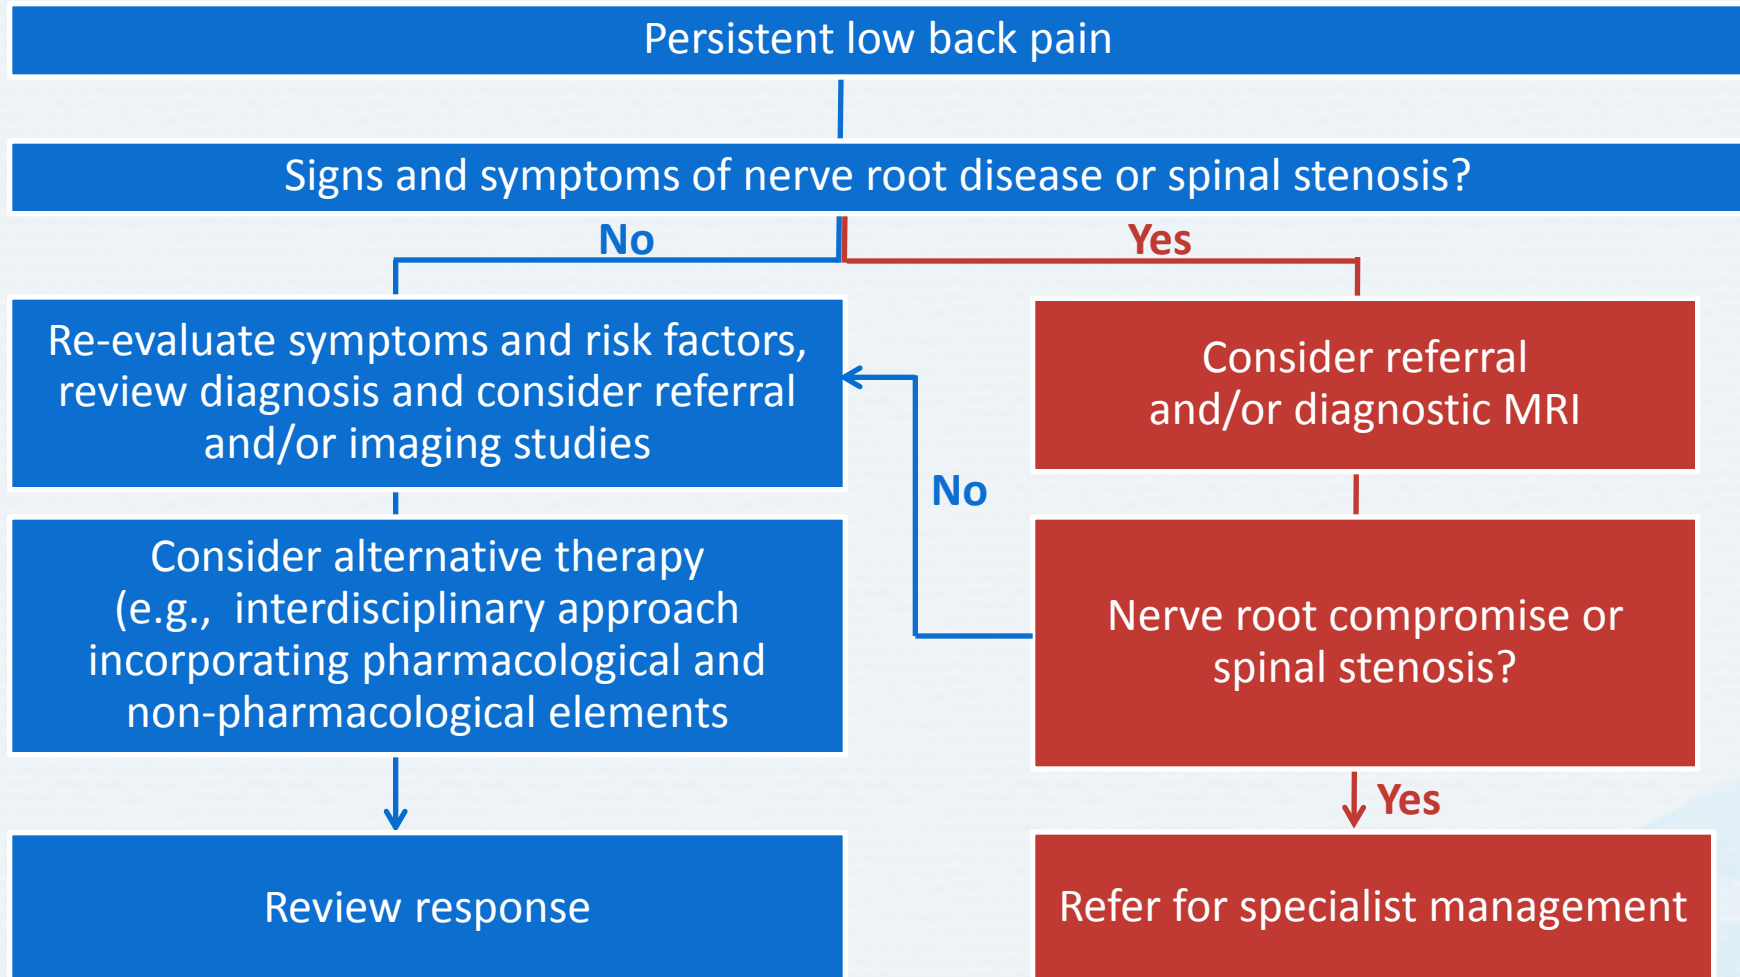 Persistent low back pain
Signs and symptoms of nerve root disease or spinal stenosis?
No
Yes
Re-evaluate symptoms and risk factors,
review diagnosis and consider referral
and/or imaging studies
Consider referral
and/or diagnostic MRI
No
Consider alternative therapy
(e.g., interdisciplinary approach
incorporating pharmacological and
non-pharmacological elements
Nerve root compromise or
spinal stenosis?
Yes
Review response
Refer for specialist management